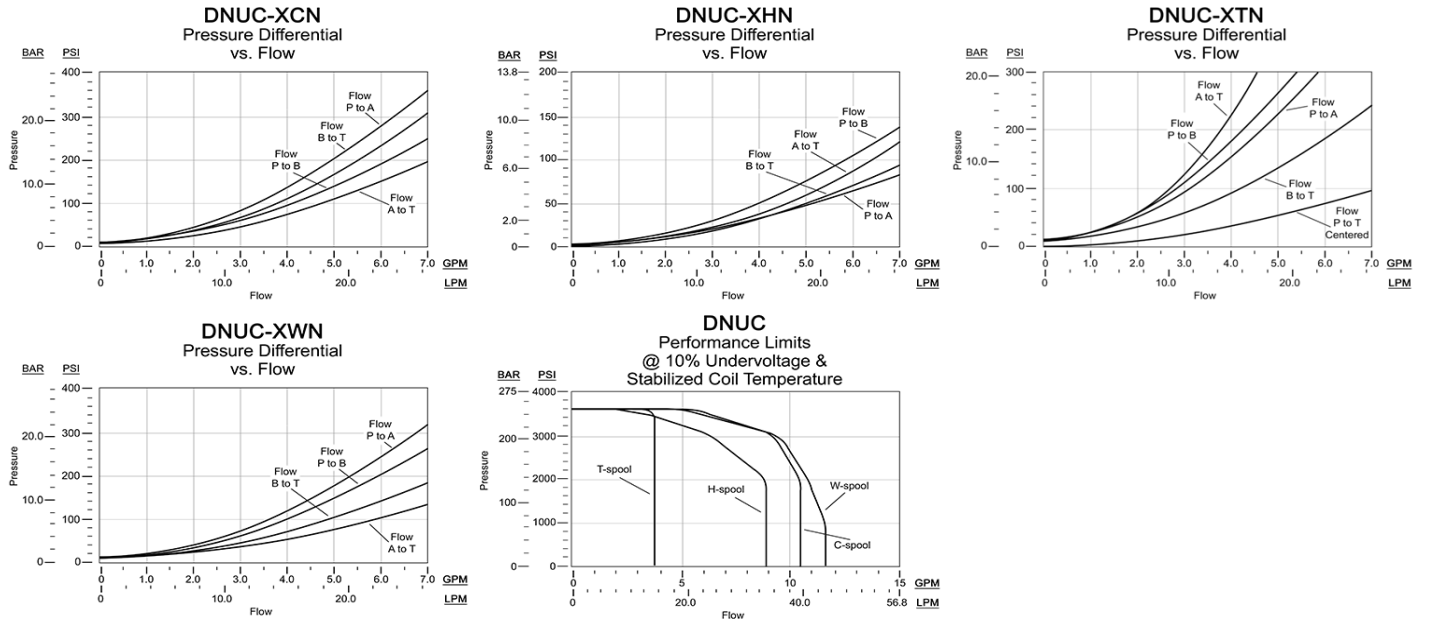 DNUC-XCN
Pressure Differential
vs. Flow
BAR PSI
400
300
200
100
0
20.0
10.0
0
Pressure
Flow
P to A
Flow
B to T
Flow
P to B
Flow
A to T
0 1.0 2.0 3.0 4.0 5.0 6.0 7.0 GPM
0 10.0 20.0 LPM
Flow
DNUC-XHN
Pressure Differential
vs. Flow
BAR PSI
13.8
10.0
6.0
2.0
0
200
150
100
50
0
Pressure
Flow
P to B
Flow
A to T
Flow
B to T
Flow
P to A
0 1.0 2.0 3.0 4.0 5.0 6.0 7.0 GPM
0 10.0 20.0 LPM
Flow
DNUC-XTN
Pressure Differential
vs. Flow
BAR PSI
20.0
10.0
0
300
200
100
0
Pressure
Flow
A to T
Flow
P to B
Flow
P to A
Flow
B to T
Flow
P to T
Centered
0 1.0 2.0 3.0 4.0 5.0 6.0 7.0 GPM
0 10.0 20.0 LPM
Flow
DNUC-XWN
Pressure Differential
vs. Flow
BAR PSI
400
300
200
100
0
20.0
10.0
0
Pressure
Flow
P to A
Flow
P to B
Flow
B to T
Flow
A to T
0 1.0 2.0 3.0 4.0 5.0 6.0 7.0 GPM
0 10.0 20.0 LPM
Flow
DNUC
Performance Limits
@ 10% Undervoltage &
Stabilized Coil Temperature
BAR PSI
275
200
100
0
4000
3000
2000
1000
0
Pressure
T-spool
H-spool
W-spool
C-spool
0 5 10 15 GPM
0 20.0 40.0 56.8 LPM
Flow